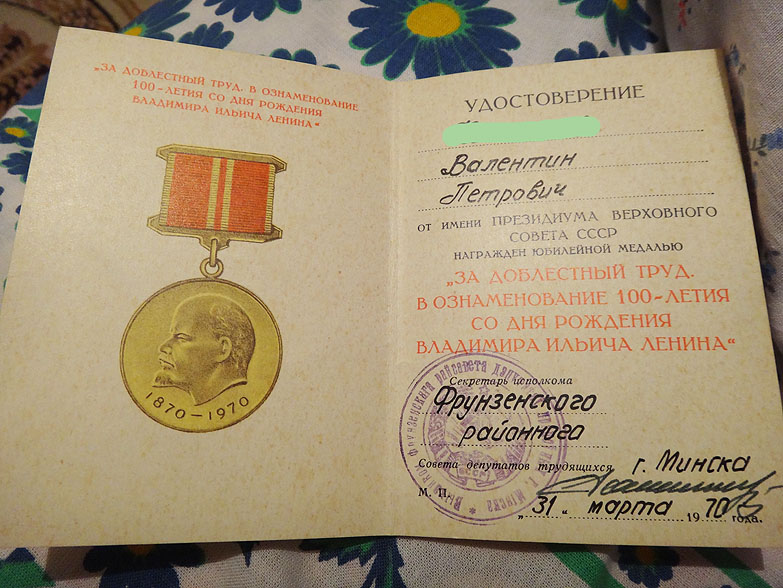 „ЗА ДОБЛЕСТНЫЙ ТРУД. В ОЗНАМЕНОВАНИЕ
100-ЛЕТИЯ СО ДНЯ РОЖДЕНИЯ
ВЛАДИМИРА ИЛЬИЧА ЛЕНИНА“
1870-1970
УДОСТОВЕРЕНИЕ
Валентин
Петрович
ОТ ИМЕНИ ПРЕЗИДИУМА ВЕРХОВНОГО
СОВЕТА СССР
НАГРАЖДЕН ЮБИЛЕЙНОЙ МЕДАЛЬЮ
„ЗА ДОБЛЕСТНЫЙ ТРУД.
В ОЗНАМЕНОВАНИЕ 100-ЛЕТИЯ
СО ДНЯ РОЖДЕНИЯ
ВЛАДИМИРА ИЛЬИЧА ЛЕНИНА“
Секретарь исполкома
Фрунзенского
районного
Совета депутатов трудящихся г. Минска
М. П.
„31“ марта 1970 года.